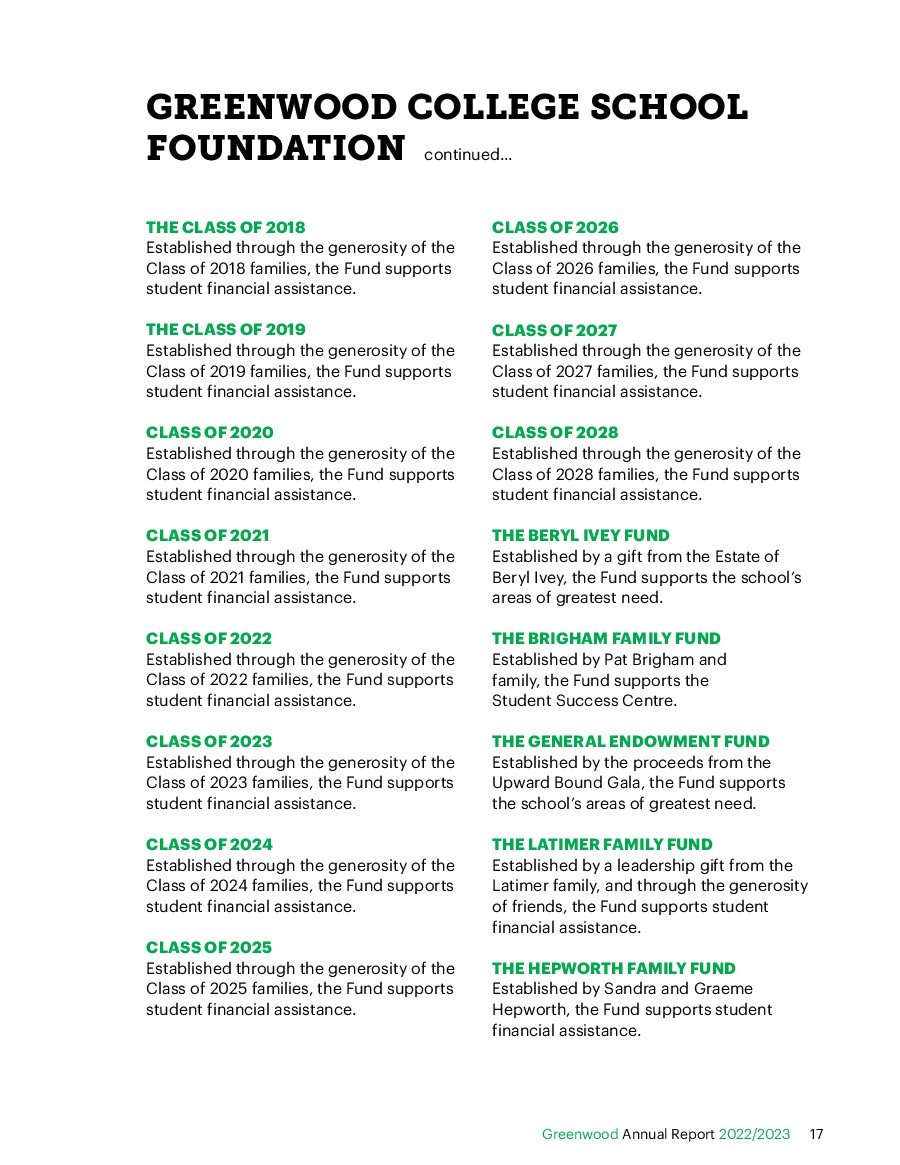 GREENWOOD COLLEGE SCHOOL
FOUNDATION continued...
THE CLASS OF 2018
Established through the generosity of the
Class of 2018 families, the Fund supports
student financial assistance.
THE CLASS OF 2019
Established through the generosity of the
Class of 2019 families, the Fund supports
student financial assistance.
CLASS OF 2020
Established through the generosity of the
Class of 2020 families, the Fund supports
student financial assistance.
CLASS OF 2021
Established through the generosity of the
Class of 2021 families, the Fund supports
student financial assistance.
CLASS OF 2022
Established through the generosity of the
Class of 2022 families, the Fund supports
student financial assistance.
CLASS OF 2023
Established through the generosity of the
Class of 2023 families, the Fund supports
student financial assistance.
CLASS OF 2024
Established through the generosity of the
Class of 2024 families, the Fund supports
student financial assistance.
CLASS OF 2025
Established through the generosity of the
Class of 2025 families, the Fund supports
student financial assistance.
CLASS OF 2026
Established through the generosity of the
Class of 2026 families, the Fund supports
student financial assistance.
CLASS OF 2027
Established through the generosity of the
Class of 2027 families, the Fund supports
student financial assistance.
CLASS OF 2028
Established through the generosity of the
Class of 2028 families, the Fund supports
student financial assistance.
THE BERYL IVEY FUND
Established by a gift from the Estate of
Beryl Ivey, the Fund supports the school’s
areas of greatest need.
THE BRIGHAM FAMILY FUND
Established by Pat Brigham and
family, the Fund supports the
Student Success Centre.
THE GENERAL ENDOWMENT FUND
Established by the proceeds from the
Upward Bound Gala, the Fund supports
the school’s areas of greatest need.
THE LATIMER FAMILY FUND
Established by a leadership gift from the
Latimer family, and through the generosity
of friends, the Fund supports student
financial assistance.
THE HEPWORTH FAMILY FUND
Established by Sandra and Graeme
Hepworth, the Fund supports student
financial assistance.
Greenwood Annual Report 2022/2023 17